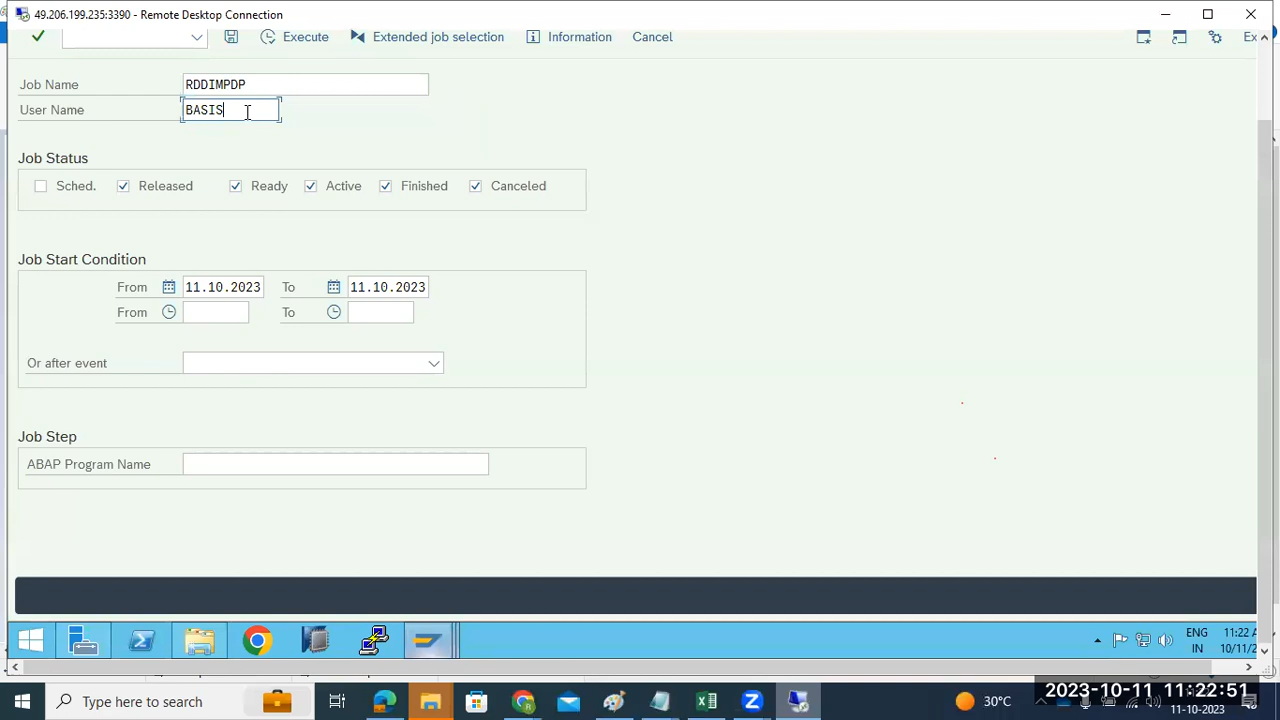 49.206.199.235:3390 - Remote Desktop Connection
Execute
Extended job selection
Information
Cancel
Ex
Job Name
RDDIMPDP
User Name
BASIS
Job Status
Sched.
Released
Ready
Active
Finished
Canceled
Job Start Condition
From
11.10.2023
To
11.10.2023
From
To
Or after event
Job Step
ABAP Program Name
ENG
11:22 A
IN
10/11/2
Type here to search
30°C
2023-10-11 11:22:51
11-10-2023